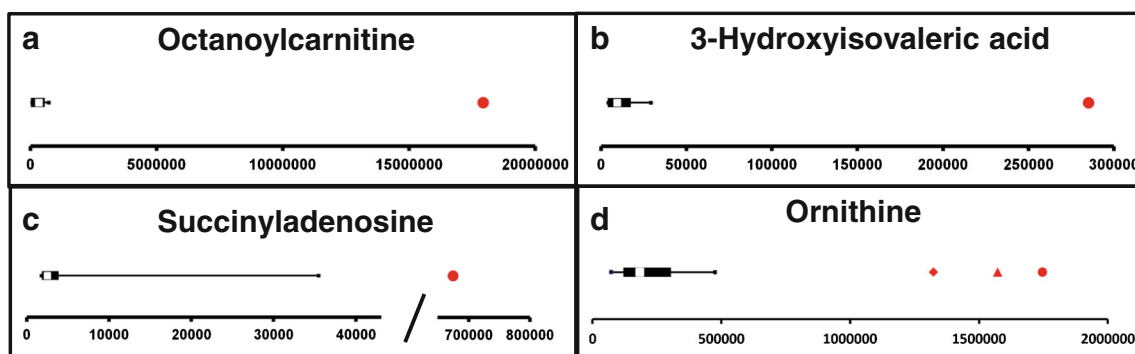 a
Octanoylcarnitine
0 5000000 10000000 15000000 20000000
b
3-Hydroxyisovaleric acid
0 50000 100000 150000 200000 250000 300000
c
Succinyladenosine
0 10000 20000 30000 40000 700000 800000
d
Ornithine
0 500000 1000000 1500000 2000000